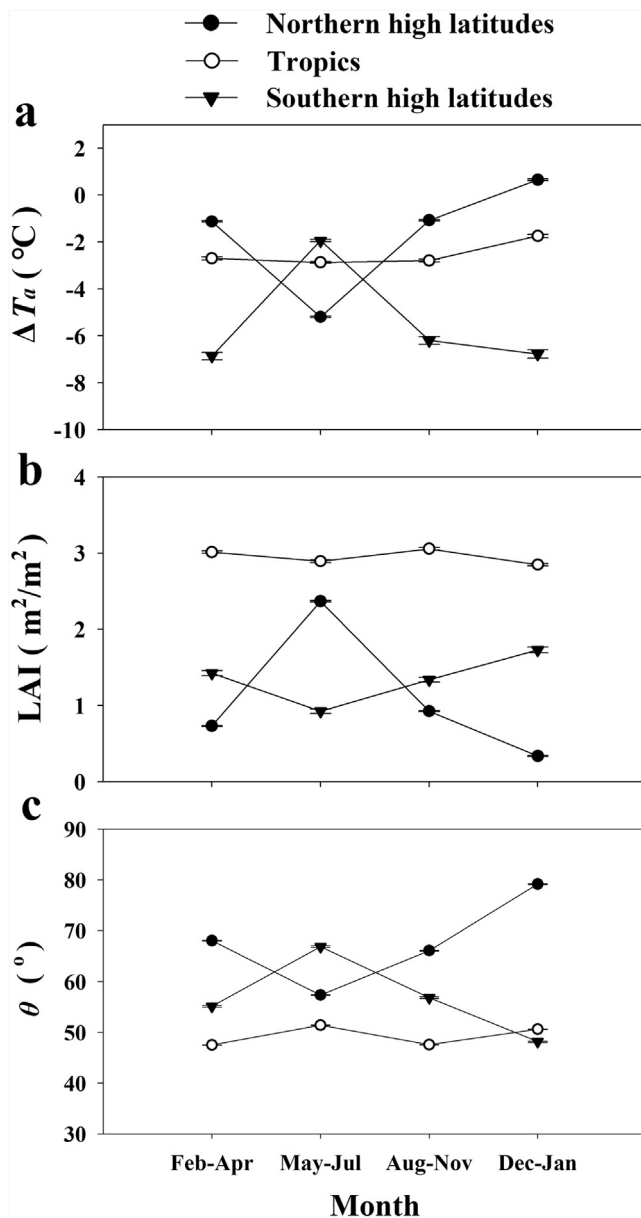 Northern high latitudes
Tropics
Southern high latitudes
a
2
0
-2
-4
-6
-8
-10
Δ Ta ( °C)
b
4
3
2
1
0
LAI ( m²/m²)
c
90
80
70
60
50
40
30
θ ( º)
Feb-Apr May-Jul Aug-Nov Dec-Jan
Month